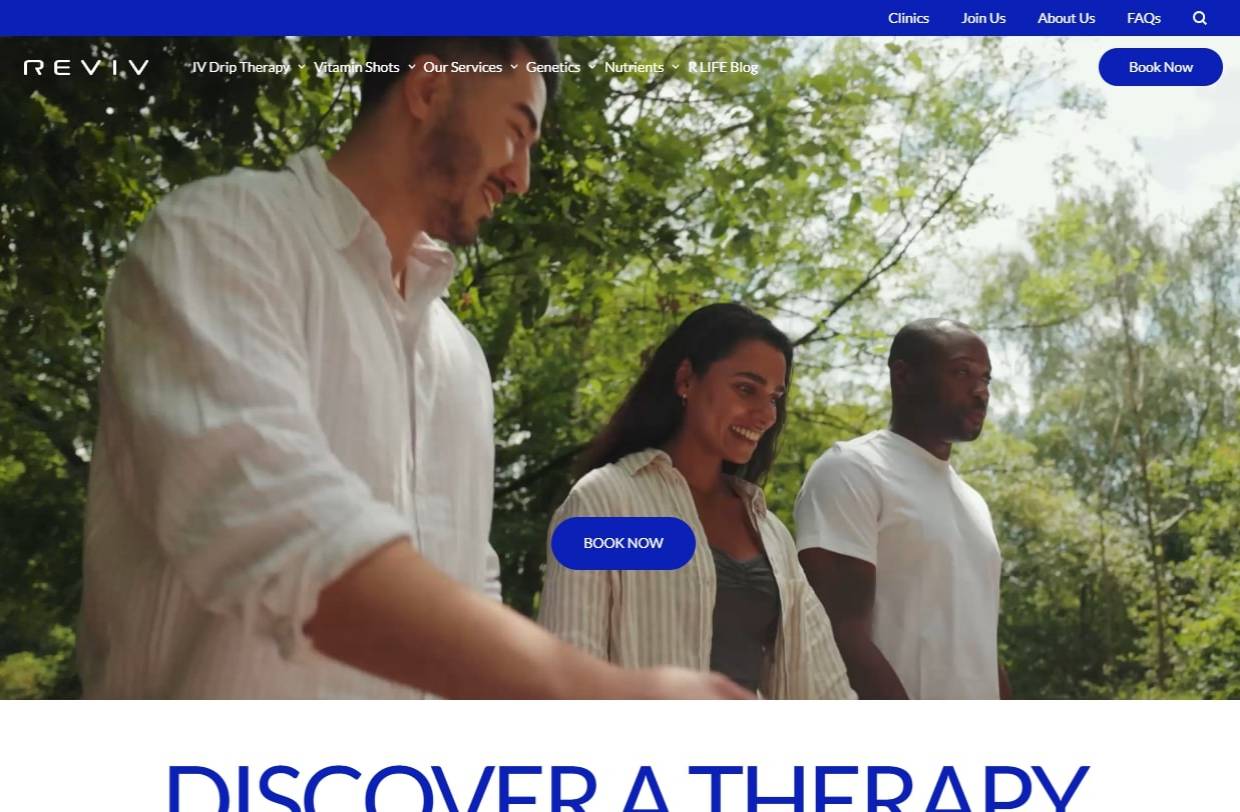 Clinics Join Us About Us FAQs
REVIV IV Drip Therapy Vitamin Shots Our Services Genetics Nutrients R LIFE Blog Book Now
BOOK NOW
DISCOVER A THERAPY